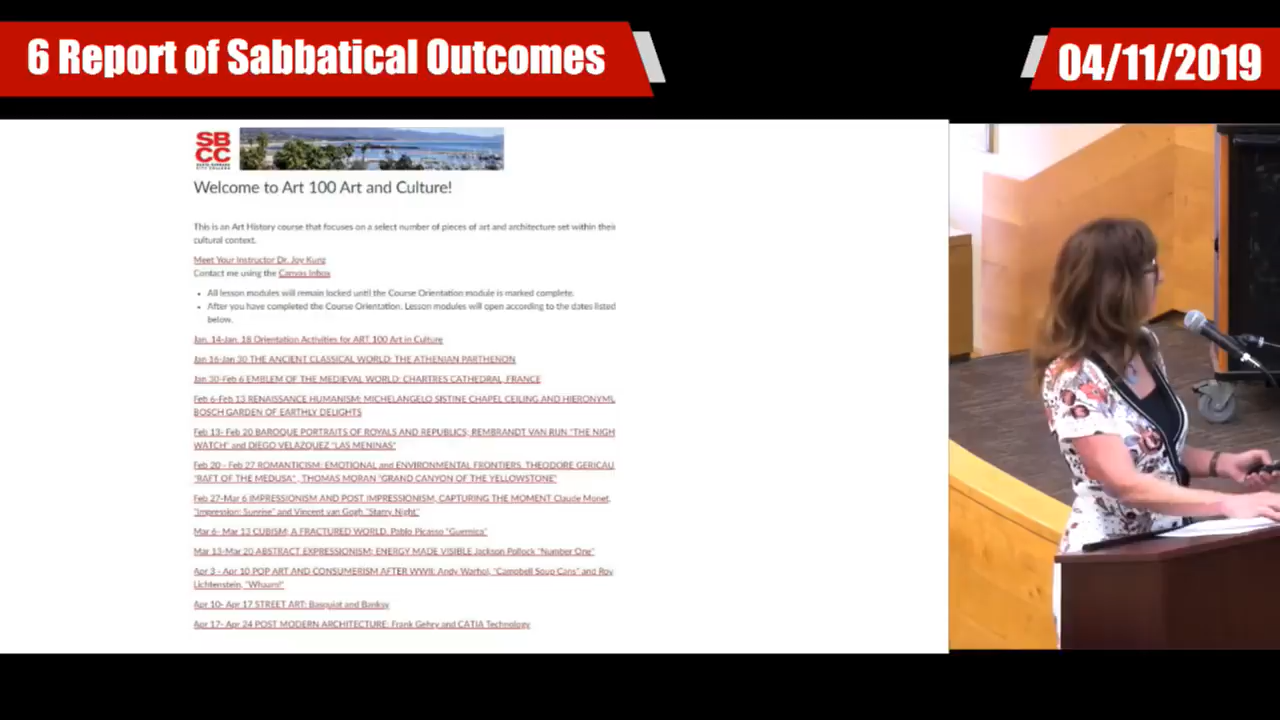 6 Report of Sabbatical Outcomes
04/11/2019
SB
CC
Welcome to Art 100 Art and Culture!
This is an Art History course that focuses on a select number of pieces of art and architecture set within their
cultural context.
Meet Your Instructor Dr. Joy Kunz
Contact me using the Canvas Inbox
• All lesson modules will remain locked until the Course Orientation module is marked complete.
• After you have completed the Course Orientation. Lesson modules will open according to the dates listed
below.
Jan. 14-Jan. 18 Orientation Activities for ART 100 Art in Culture
Jan 16-Jan 30 THE ANCIENT CLASSICAL WORLD: THE ATHENIAN PARTHENON
Jan 30-Feb 6 EMBLEM OF THE MEDIEVAL WORLD: CHARTRES CATHEDRAL, FRANCE
Feb 6-Feb 13 RENAISSANCE HUMANISM: MICHELANGELO SISTINE CHAPEL CEILING AND HIERONYM
BOSCH GARDEN OF EARTHLY DELIGHTS
Feb 13- Feb 20 BAROQUE PORTRAITS OF ROYALS AND REPUBLICS; REMBRANDT VAN RIJN "THE NIGH
WATCH" and DIEGO VELAZQUEZ "LAS MENINAS"
Feb 20 - Feb 27 ROMANTICISM: EMOTIONAL and ENVIRONMENTAL FRONTIERS, THEODORE GERICAU
"RAFT OF THE MEDUSA" , THOMAS MORAN "GRAND CANYON OF THE YELLOWSTONE"
Feb 27-Mar 6 IMPRESSIONISM AND POST IMPRESSIONISM, CAPTURING THE MOMENT Claude Monet,
"Impression: Sunrise" and Vincent van Gogh "Starry, Night"
Mar 6- Mar 13 CUBISM; A FRACTURED WORLD, Pablo Picasso "Guernica"
Mar 13-Mar 20 ABSTRACT EXPRESSIONISM: ENERGY MADE VISIBLE Jackson Pollock "Number One"
Apr 3 - Apr 10 POP ART AND CONSUMERISM AFTER WWII: Andy Warhol, "Campbell Soup Cans" and Roy
Lichtenstein, "Whaam!"
Apr 10- Apr 17 STREET ART: Basquiat and Banksy
Apr 17- Apr 24 POST MODERN ARCHITECTURE: Frank Gehry and CATIA Technology